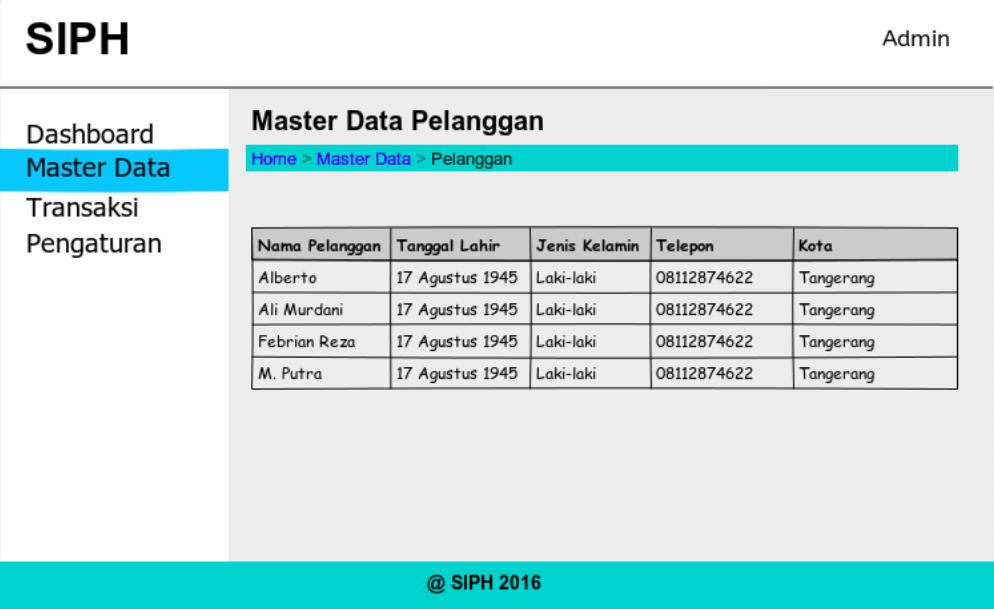 SIPH
Admin
Dashboard
Master Data
Transaksi
Pengaturan
Master Data Pelanggan
Home > Master Data > Pelanggan
Nama Pelanggan Tanggal Lahir Jenis Kelamin Telepon Kota
Alberto 17 Agustus 1945 Laki-laki 08112874622 Tangerang
Ali Murdani 17 Agustus 1945 Laki-laki 08112874622 Tangerang
Febrian Reza 17 Agustus 1945 Laki-laki 08112874622 Tangerang
M. Putra 17 Agustus 1945 Laki-laki 08112874622 Tangerang
@ SIPH 2016